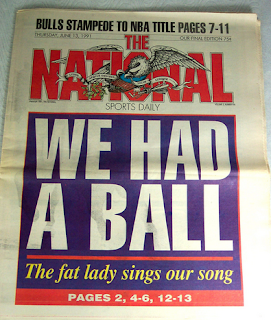 BULLS STAMPEDE TO NBA TITLE PAGES 7-11
THURSDAY, JUNE 13, 1991
OUR FINAL EDITION 75¢
THE
NATIONAL
SPORTS DAILY
WE HAD
A BALL
The fat lady sings our song
PAGES 2, 4-6, 12-13